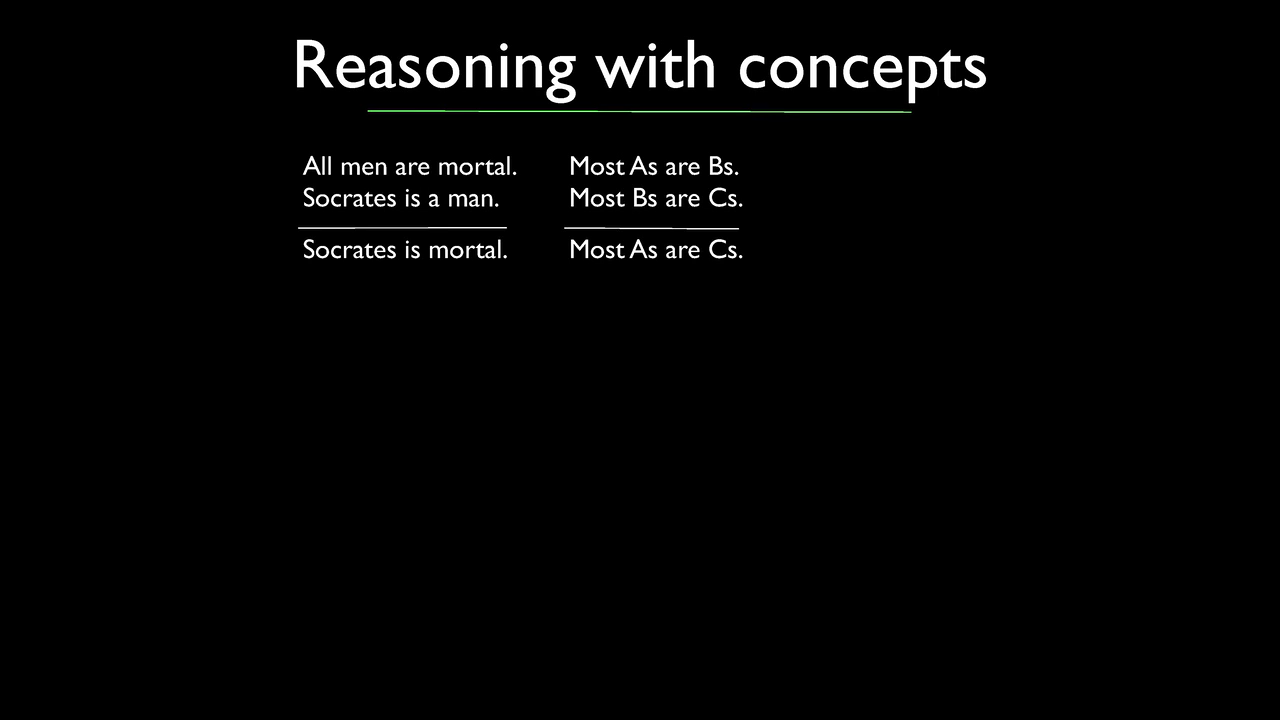 Reasoning with concepts
All men are mortal.
Socrates is a man.
Socrates is mortal.
Most As are Bs.
Most Bs are Cs.
Most As are Cs.